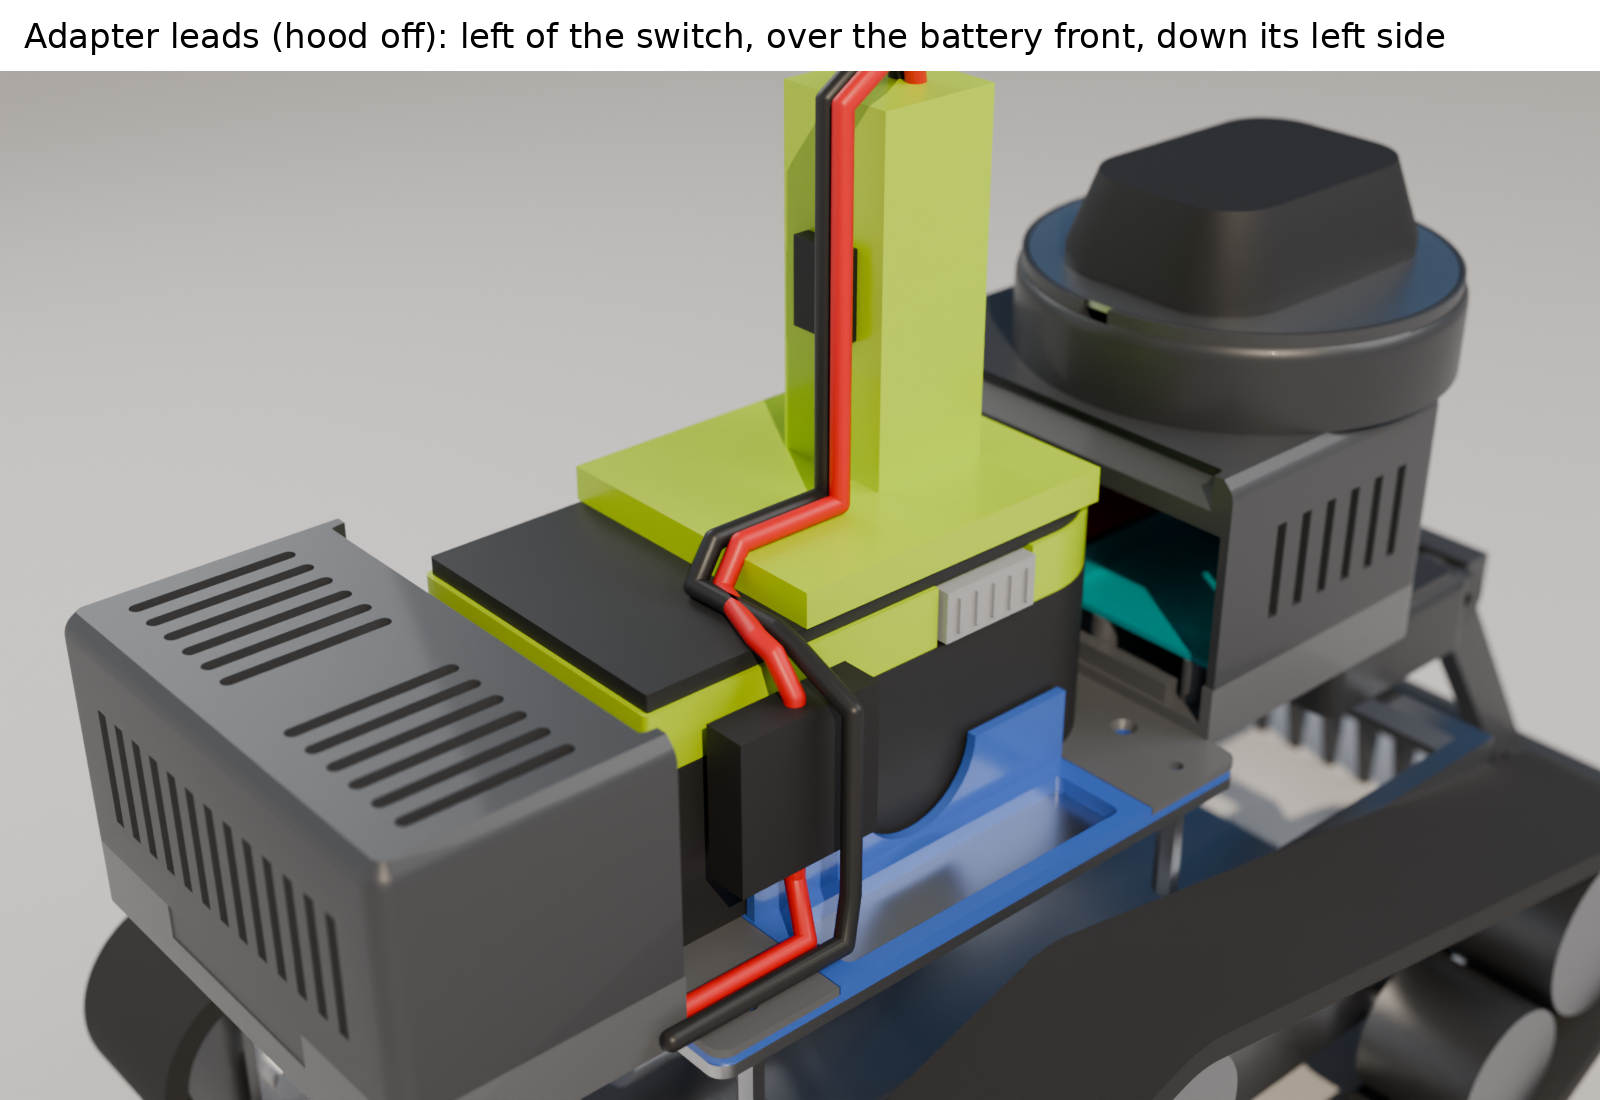 Adapter leads (hood off): left of the switch, over the battery front, down its left side